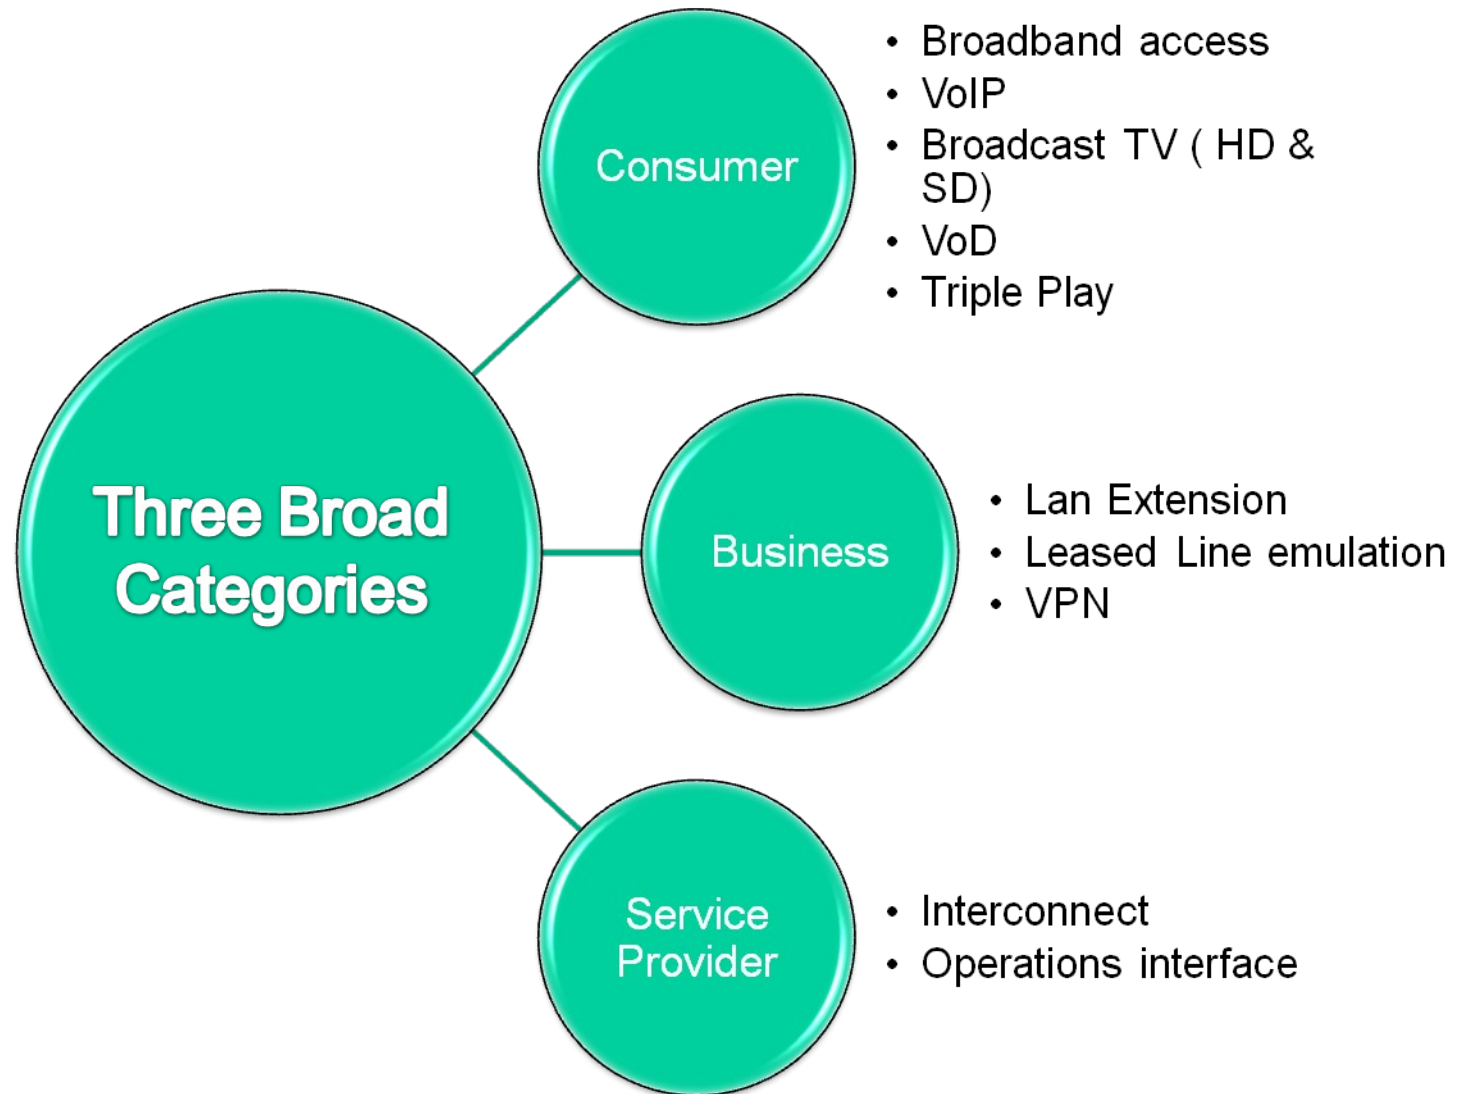 Three Broad
Categories
Consumer
• Broadband access
• VoIP
• Broadcast TV ( HD &
SD)
• VoD
• Triple Play
Business
• Lan Extension
• Leased Line emulation
• VPN
Service
Provider
• Interconnect
• Operations interface